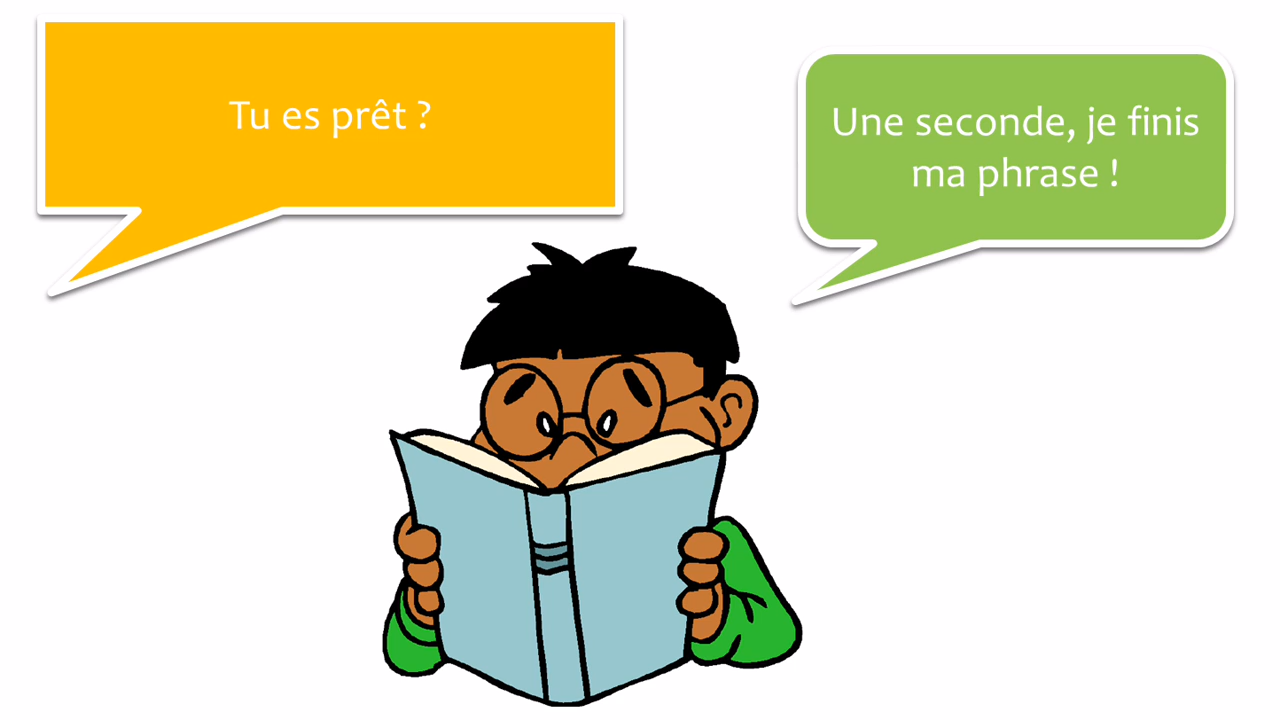 Tu es prêt ?
Une seconde, je finis
ma phrase !